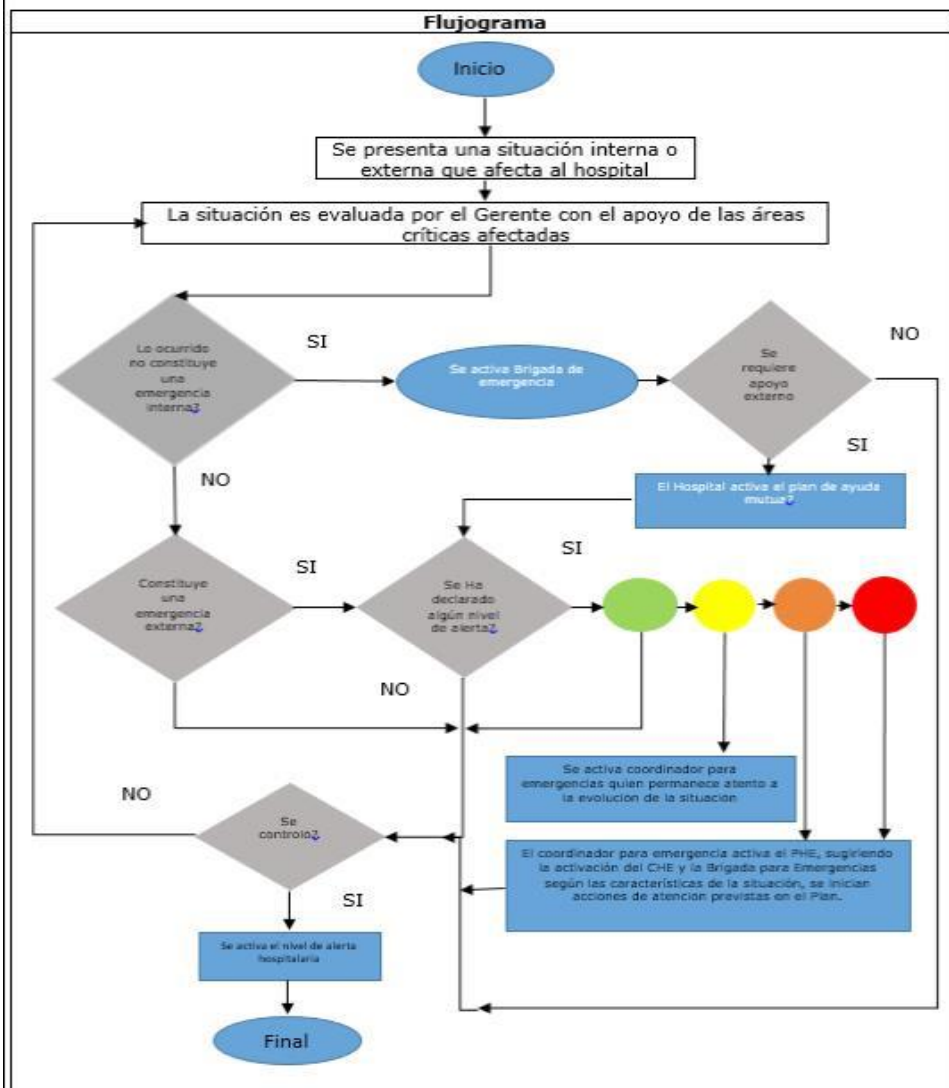 Flujograma
Inicio
Se presenta una situación interna o
externa que afecta al hospital
La situación es evaluada por el Gerente con el apoyo de las áreas
críticas afectadas
Lo ocurrido
no constituye
una
emergencia
interna?
SI
Se activa Brigada de
emergencia
Se
requiere
apoyo
externo
NO
SI
NO
El Hospital activa el plan de ayuda
mutua?
Constituye
una
emergencia
externa?
SI
Se Ha
declarado
algún nivel
de alerta?
SI
NO
Se activa coordinador para
emergencias quien permanece atento a
la evolución de la situación
NO
Se
controlo?
El coordinador para emergencia activa el PHE, sugiriendo
la activación del CHE y la Brigada para Emergencias
según las características de la situación, se inician
acciones de atención previstas en el Plan.
SI
Se activa el nivel de alerta
hospitalaria
Final